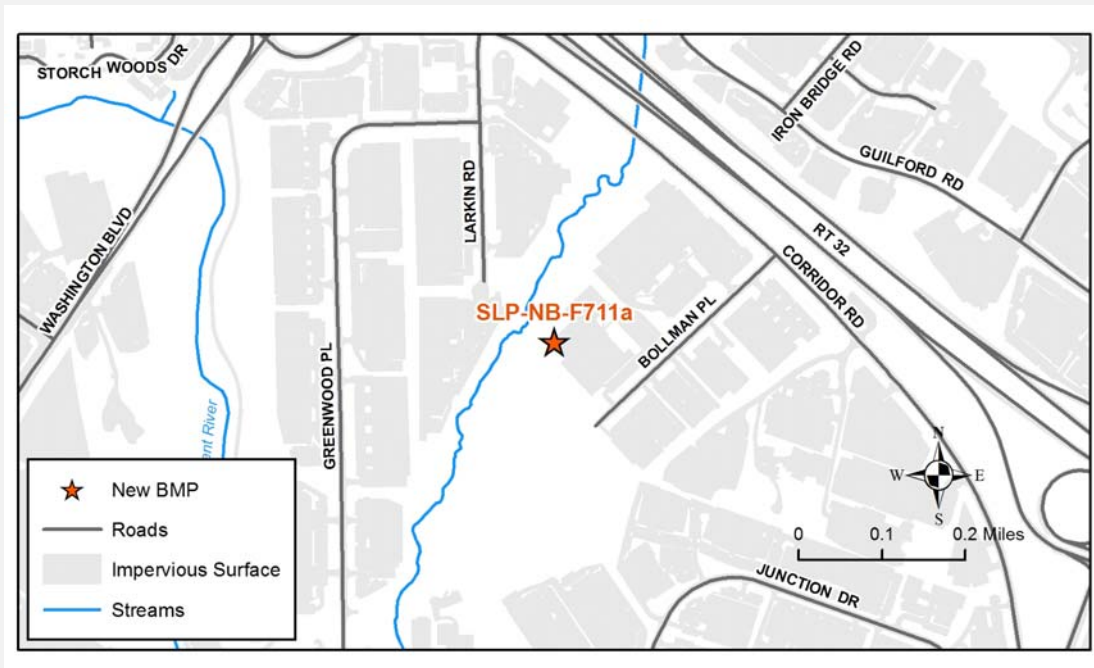 STORCH WOODS DR
IRON BRIDGE RD
GUILFORD RD
LARKIN RD
RT 32
WASHINGTON BLVD
CORRIDOR RD
SLP-NB-F711a
BOLLMAN PL
GREENWOOD PL
ent River
N
W
E
S
New BMP
Roads
0 0.1 0.2 Miles
Impervious Surface
JUNCTION DR
Streams